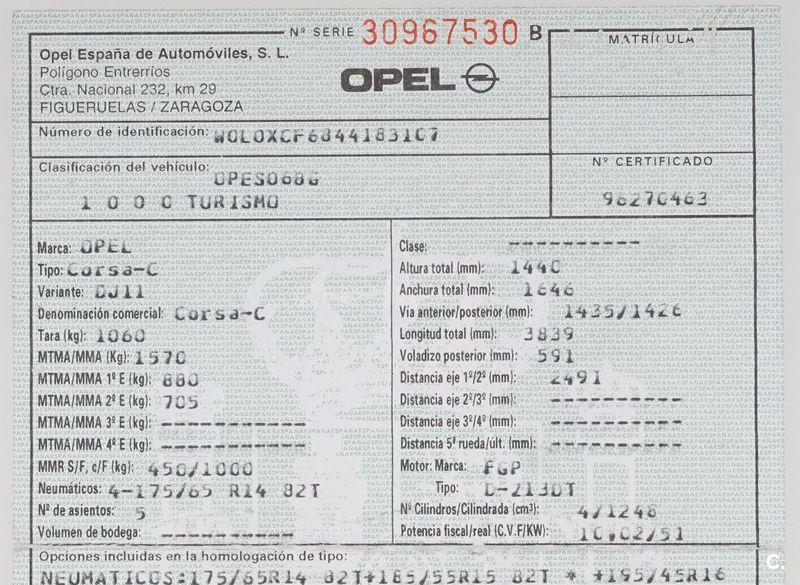 Nº SERIE 30967530 B
MATRÍCULA
Opel España de Automóviles, S. L.
Polígono Entrerríos
Ctra. Nacional 232, km 29
FIGUERUELAS / ZARAGOZA
OPEL
Número de identificación: W0L0XCF6844183107
Clasificación del vehículo:
1 0 0 0 TURISMO
Nº CERTIFICADO
98270463
Marca: OPEL
Tipo: Corsa-C
Variante: CJ11
Denominación comercial: Corsa-C
Tara (kg): 1060
MTMA/MMA (Kg): 1570
MTMA/MMA 1º E (kg): 880
MTMA/MMA 2º E (kg): 705
MTMA/MMA 3º E (kg): ------------
MTMA/MMA 4º E (kg): ------------
MMR S/F, c/F (kg): 450/1000
Neumáticos: 4-175/65 R14 82T
Nº de asientos: 5
Volumen de bodega: -----------
Clase: -----------
Altura total (mm): 1440
Anchura total (mm): 1646
Vía anterior/posterior (mm): 1435/1426
Longitud total (mm): 3839
Voladizo posterior (mm): 591
Distancia eje 1º/2º (mm): 2491
Distancia eje 2º/3º (mm): -----------
Distancia eje 3º/4º (mm): -----------
Distancia 5ª rueda/últ. (mm): -----------
Motor: Marca: FGP
Tipo: D-Z13DT
Nº Cilindros/Cilindrada (cm³): 4/1248
Potencia fiscal/real (C.V.F/KW): 10,02/51
Opciones incluidas en la homologación de tipo:
NEUMATICOS:175/65R14 82T+185/55R15 82T * +195/45R16